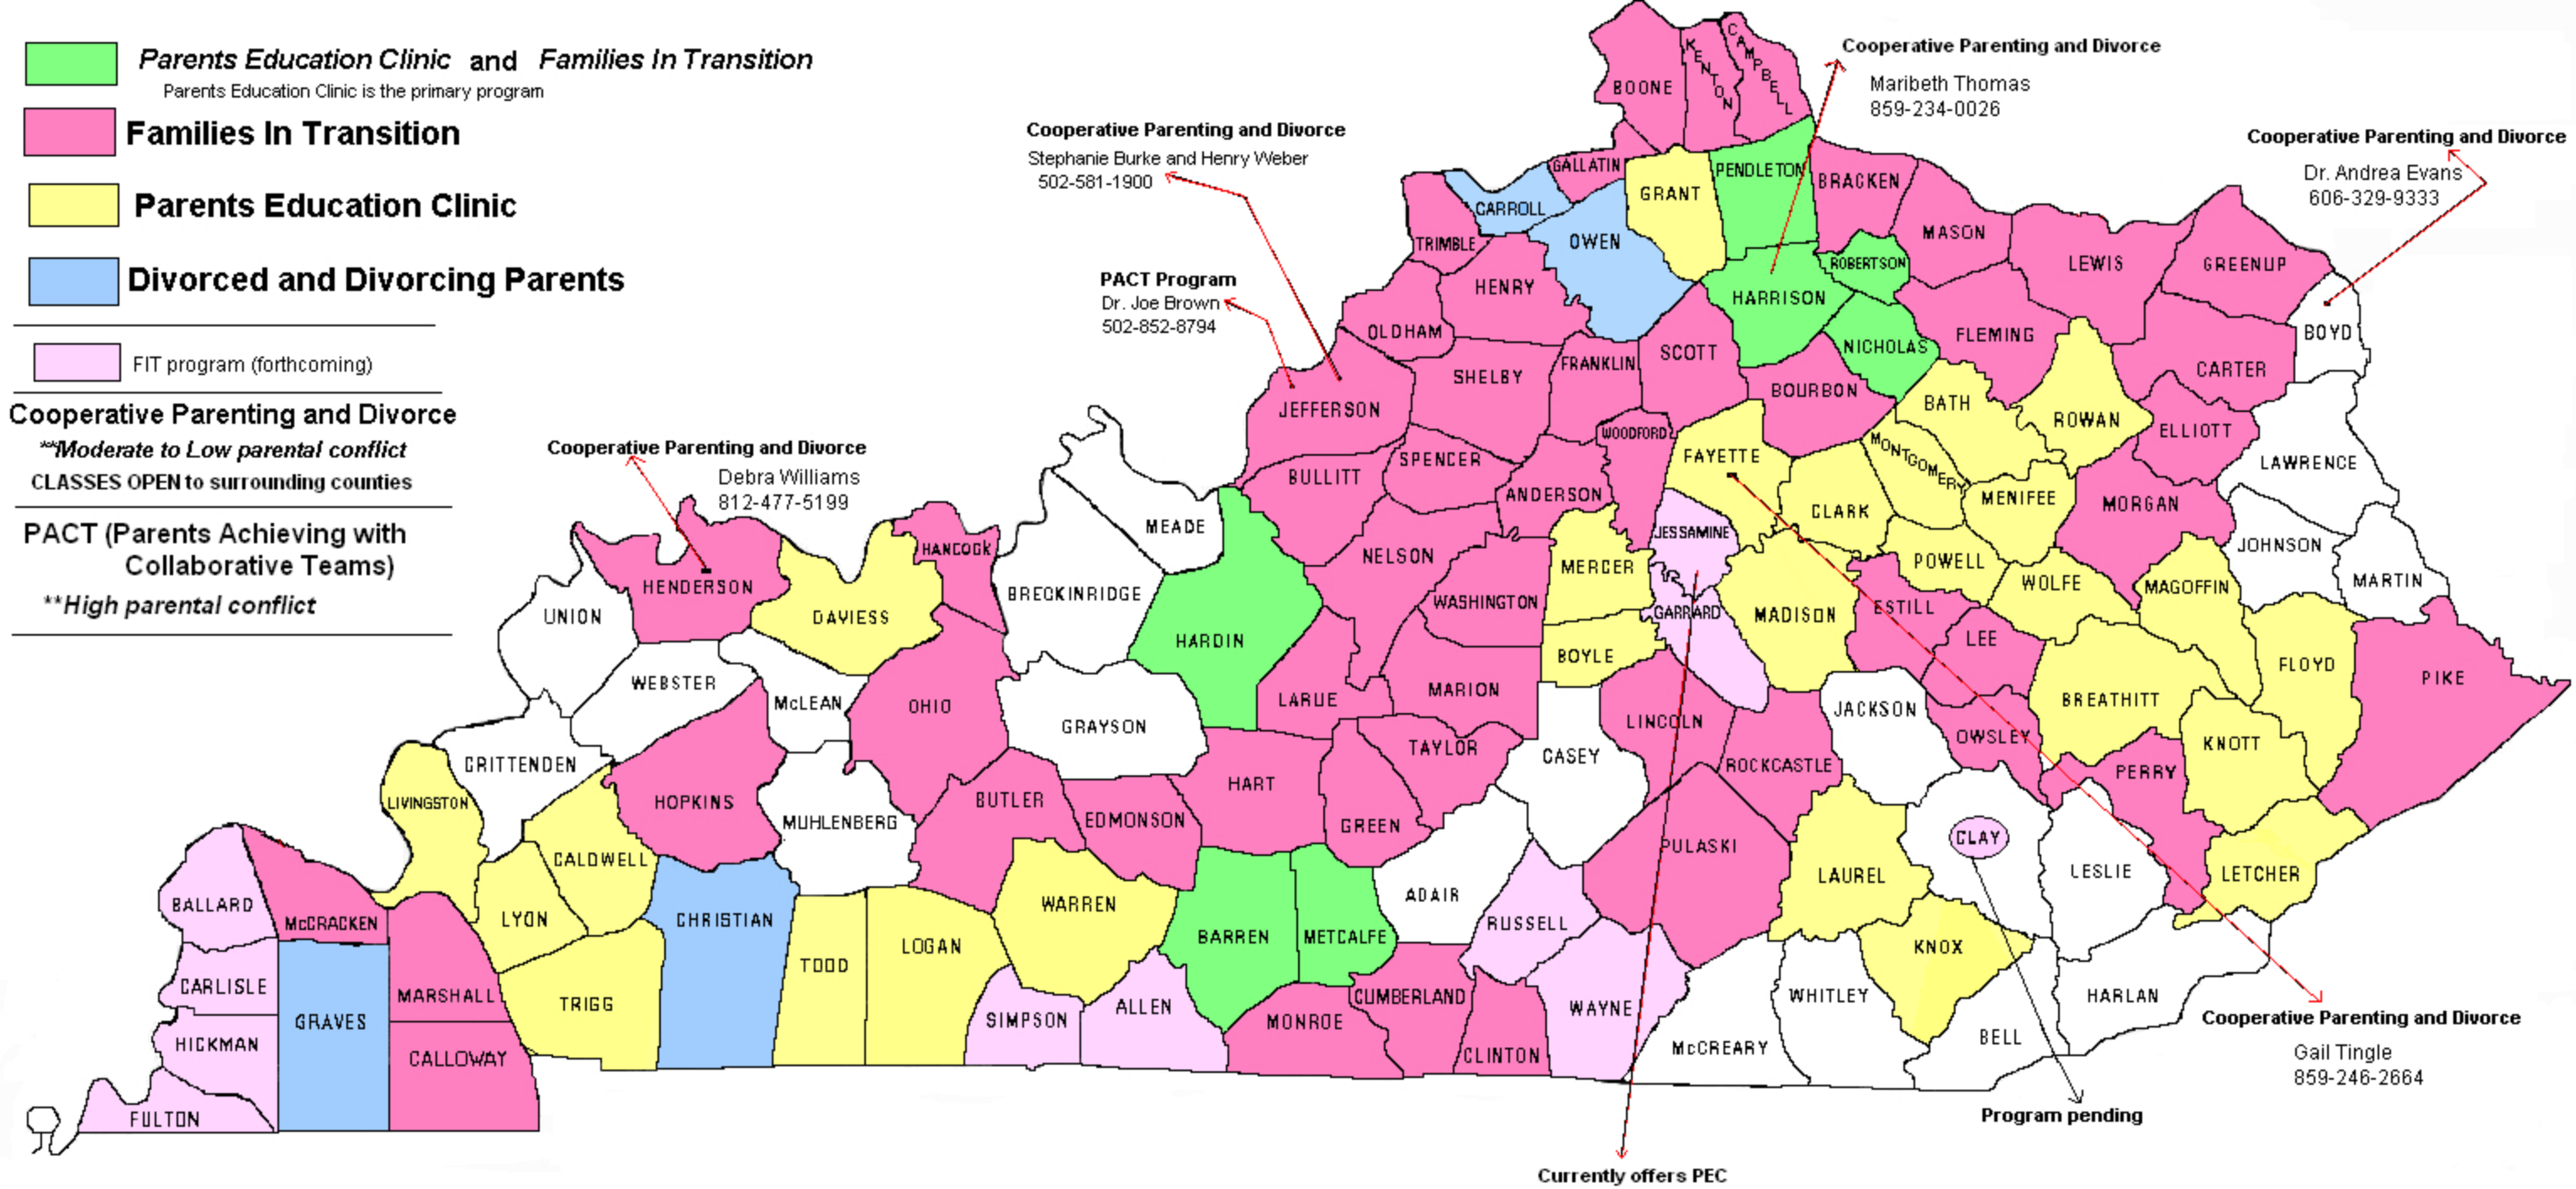 Parents Education Clinic and Families In Transition
Parents Education Clinic is the primary program
Families In Transition
Parents Education Clinic
Divorced and Divorcing Parents
FIT program (forthcoming)
Cooperative Parenting and Divorce
**Moderate to Low parental conflict
CLASSES OPEN to surrounding counties
PACT (Parents Achieving with
Collaborative Teams)
**High parental conflict
Cooperative Parenting and Divorce
Maribeth Thomas
859-234-0026
Cooperative Parenting and Divorce
Stephanie Burke and Henry Weber
502-581-1900
Cooperative Parenting and Divorce
Dr. Andrea Evans
606-329-9333
PACT Program
Dr. Joe Brown
502-852-8794
Cooperative Parenting and Divorce
Debra Williams
812-477-5199
BOONE
KENTON
CAMPBELL
GALLATIN
GRANT
PENDLETON
BRACKEN
CARROLL
OWEN
TRIMBLE
MASON
ROBERTSON
LEWIS
GREENUP
HENRY
HARRISON
OLDHAM
FLEMING
BOYD
NICHOLAS
SCOTT
FRANKLIN
SHELBY
CARTER
BOURBON
JEFFERSON
BATH
ROWAN
ELLIOTT
WOODFORD
FAYETTE
MONTGOMERY
LAWRENCE
SPENCER
BULLITT
ANDERSON
MENIFEE
MORGAN
CLARK
MEADE
JESSAMINE
JOHNSON
HANCOCK
NELSON
MERCER
POWELL
WOLFE
MAGOFFIN
MARTIN
HENDERSON
BRECKINRIDGE
WASHINGTON
GARRARD
MADISON
ESTILL
UNION
DAVIESS
HARDIN
LEE
BOYLE
FLOYD
PIKE
WEBSTER
McLEAN
OHIO
LARUE
MARION
BREATHITT
GRAYSON
LINCOLN
JACKSON
OWSLEY
KNOTT
TAYLOR
CASEY
CRITTENDEN
ROCKCASTLE
PERRY
LIVINGSTON
HOPKINS
BUTLER
HART
MUHLENBERG
EDMONSON
GREEN
CLAY
PULASKI
CALDWELL
LAUREL
LESLIE
LETCHER
ADAIR
BALLARD
McCRACKEN
LYON
CHRISTIAN
WARREN
RUSSELL
BARREN
METCALFE
LOGAN
KNOX
TODD
CARLISLE
MARSHALL
TRIGG
CUMBERLAND
WHITLEY
HARLAN
ALLEN
WAYNE
GRAVES
SIMPSON
MONROE
HICKMAN
BELL
McCREARY
CALLOWAY
CLINTON
FULTON
Cooperative Parenting and Divorce
Gail Tingle
859-246-2664
Program pending
Currently offers PEC